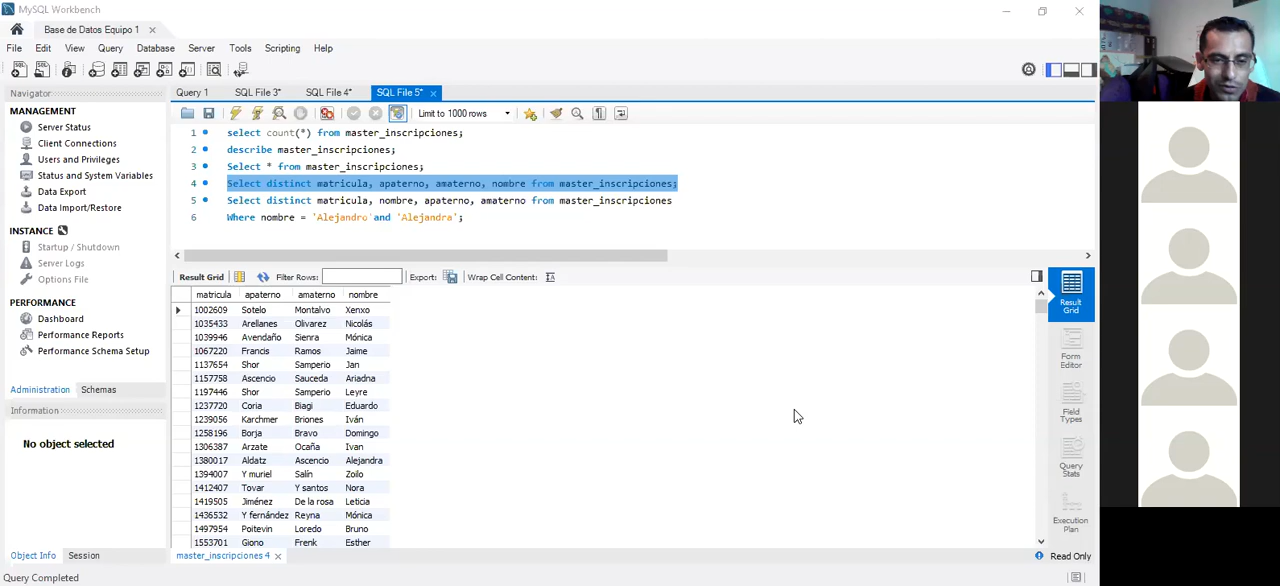 MySQL Workbench
Base de Datos Equipo 1
File Edit View Query Database Server Tools Scripting Help
Navigator
MANAGEMENT
Server Status
Client Connections
Users and Privileges
Status and System Variables
Data Export
Data Import/Restore
INSTANCE
Startup / Shutdown
Server Logs
Options File
PERFORMANCE
Dashboard
Performance Reports
Performance Schema Setup
Administration Schemas
Information
No object selected
Object Info Session
Query Completed
Query 1 SQL File 3* SQL File 4* SQL File 5*
Limit to 1000 rows
1 select count(*) from master_inscripciones;
2 describe master_inscripciones;
3 Select * from master_inscripciones;
4 Select distinct matricula, apaterno, amaterno, nombre from master_inscripciones;
5 Select distinct matricula, nombre, apaterno, amaterno from master_inscripciones
6 Where nombre = 'Alejandro'and 'Alejandra';
Result Grid Filter Rows: Export: Wrap Cell Content:
matricula apaterno amaterno nombre
1002609 Sotelo Montalvo Xenxo
1035433 Arellanes Olivarez Nicolás
1039946 Avendaño Sienra Mónica
1067220 Francis Ramos Jaime
1137654 Shor Samperio Jan
1157758 Ascencio Sauceda Ariadna
1197446 Shor Samperio Leyre
1237720 Coria Biagi Eduardo
1239056 Karchmer Briones Iván
1258196 Borja Bravo Domingo
1306387 Arzate Ocaña Ivan
1380017 Aldatz Ascencio Alejandra
1394007 Y muriel Salín Zoilo
1412407 Tovar Y santos Nora
1419505 Jiménez De la rosa Leticia
1436532 Y fernández Reyna Mónica
1497954 Poitevin Loredo Bruno
1553701 Giono Frenk Esther
master_inscripciones 4
Result
Grid
Form
Editor
Field
Types
Query
Stats
Execution
Plan
Read Only